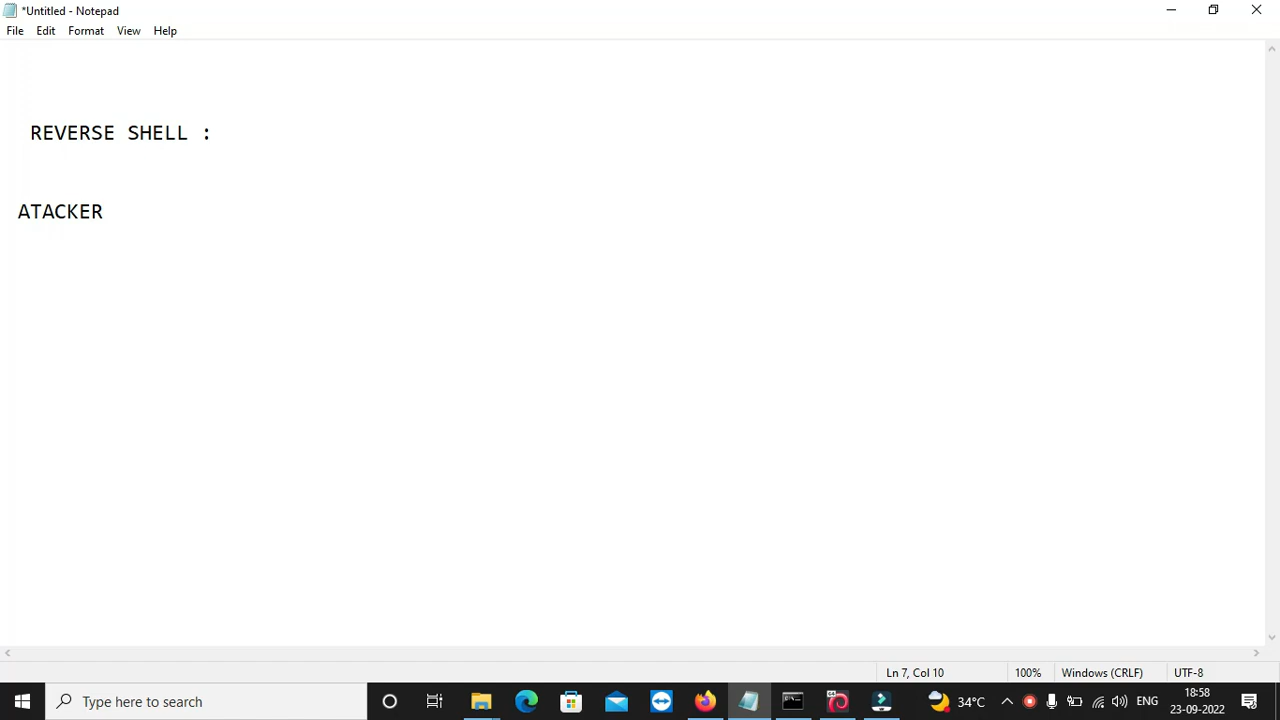 *Untitled - Notepad
File Edit Format View Help
REVERSE SHELL :
ATACKER
Ln 7, Col 10 100% Windows (CRLF) UTF-8
Type here to search
64
34°C
ENG
18:58
23-09-2022